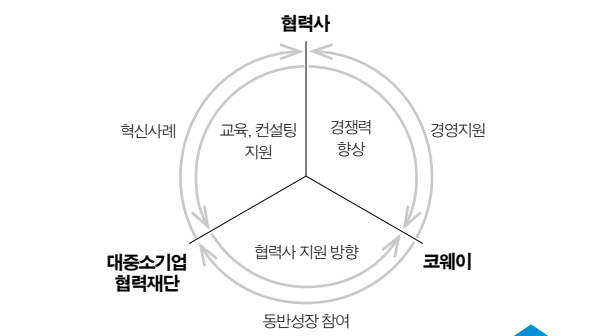 협력사
혁신사례
교육, 컨설팅
지원
경쟁력
향상
경영지원
대중소기업
협력재단
협력사 지원 방향
코웨이
동반성장 참여